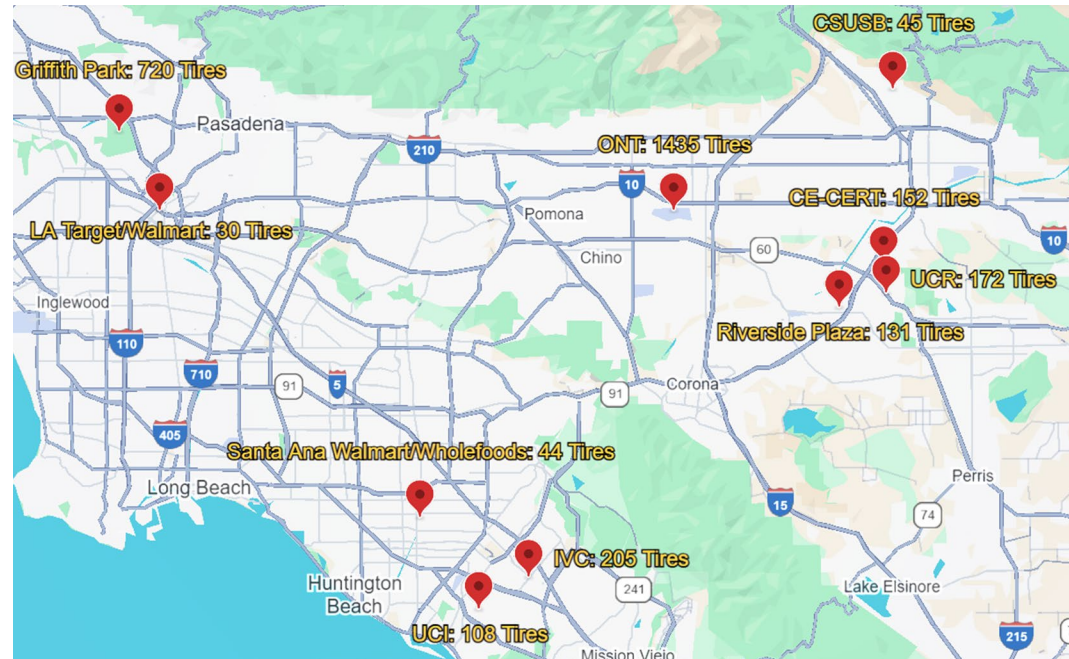 CSUSB: 45 Tires
Griffith Park: 720 Tires
Pasadena
ONT: 1435 Tires
210
10
CE-CERT: 152 Tires
Pomona
LA Target/Walmart: 30 Tires
10
60
Chino
UCR: 172 Tires
Inglewood
Riverside Plaza: 131 Tires
110
710
5
91
91
Corona
405
Santa Ana Walmart/Wholefoods: 44 Tires
Long Beach
Perris
15
74
IVC: 205 Tires
Huntington
Beach
241
Lake Elsinore
UCI: 108 Tires
215
Mission Viejo